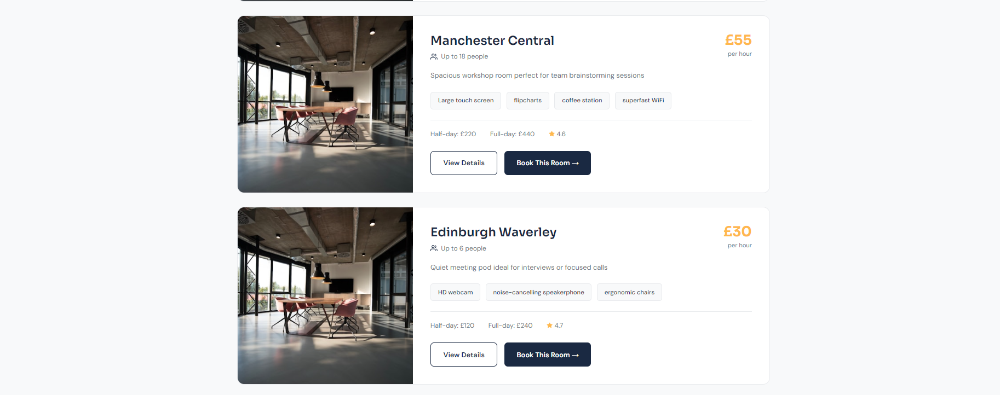 Manchester Central
£55
Up to 18 people
per hour
Spacious workshop room perfect for team brainstorming sessions
Large touch screen flipcharts coffee station superfast WiFi
Half-day: £220 Full-day: £440 ★ 4.6
View Details Book This Room →
Edinburgh Waverley
£30
Up to 6 people
per hour
Quiet meeting pod ideal for interviews or focused calls
HD webcam noise-cancelling speakerphone ergonomic chairs
Half-day: £120 Full-day: £240 ★ 4.7
View Details Book This Room →